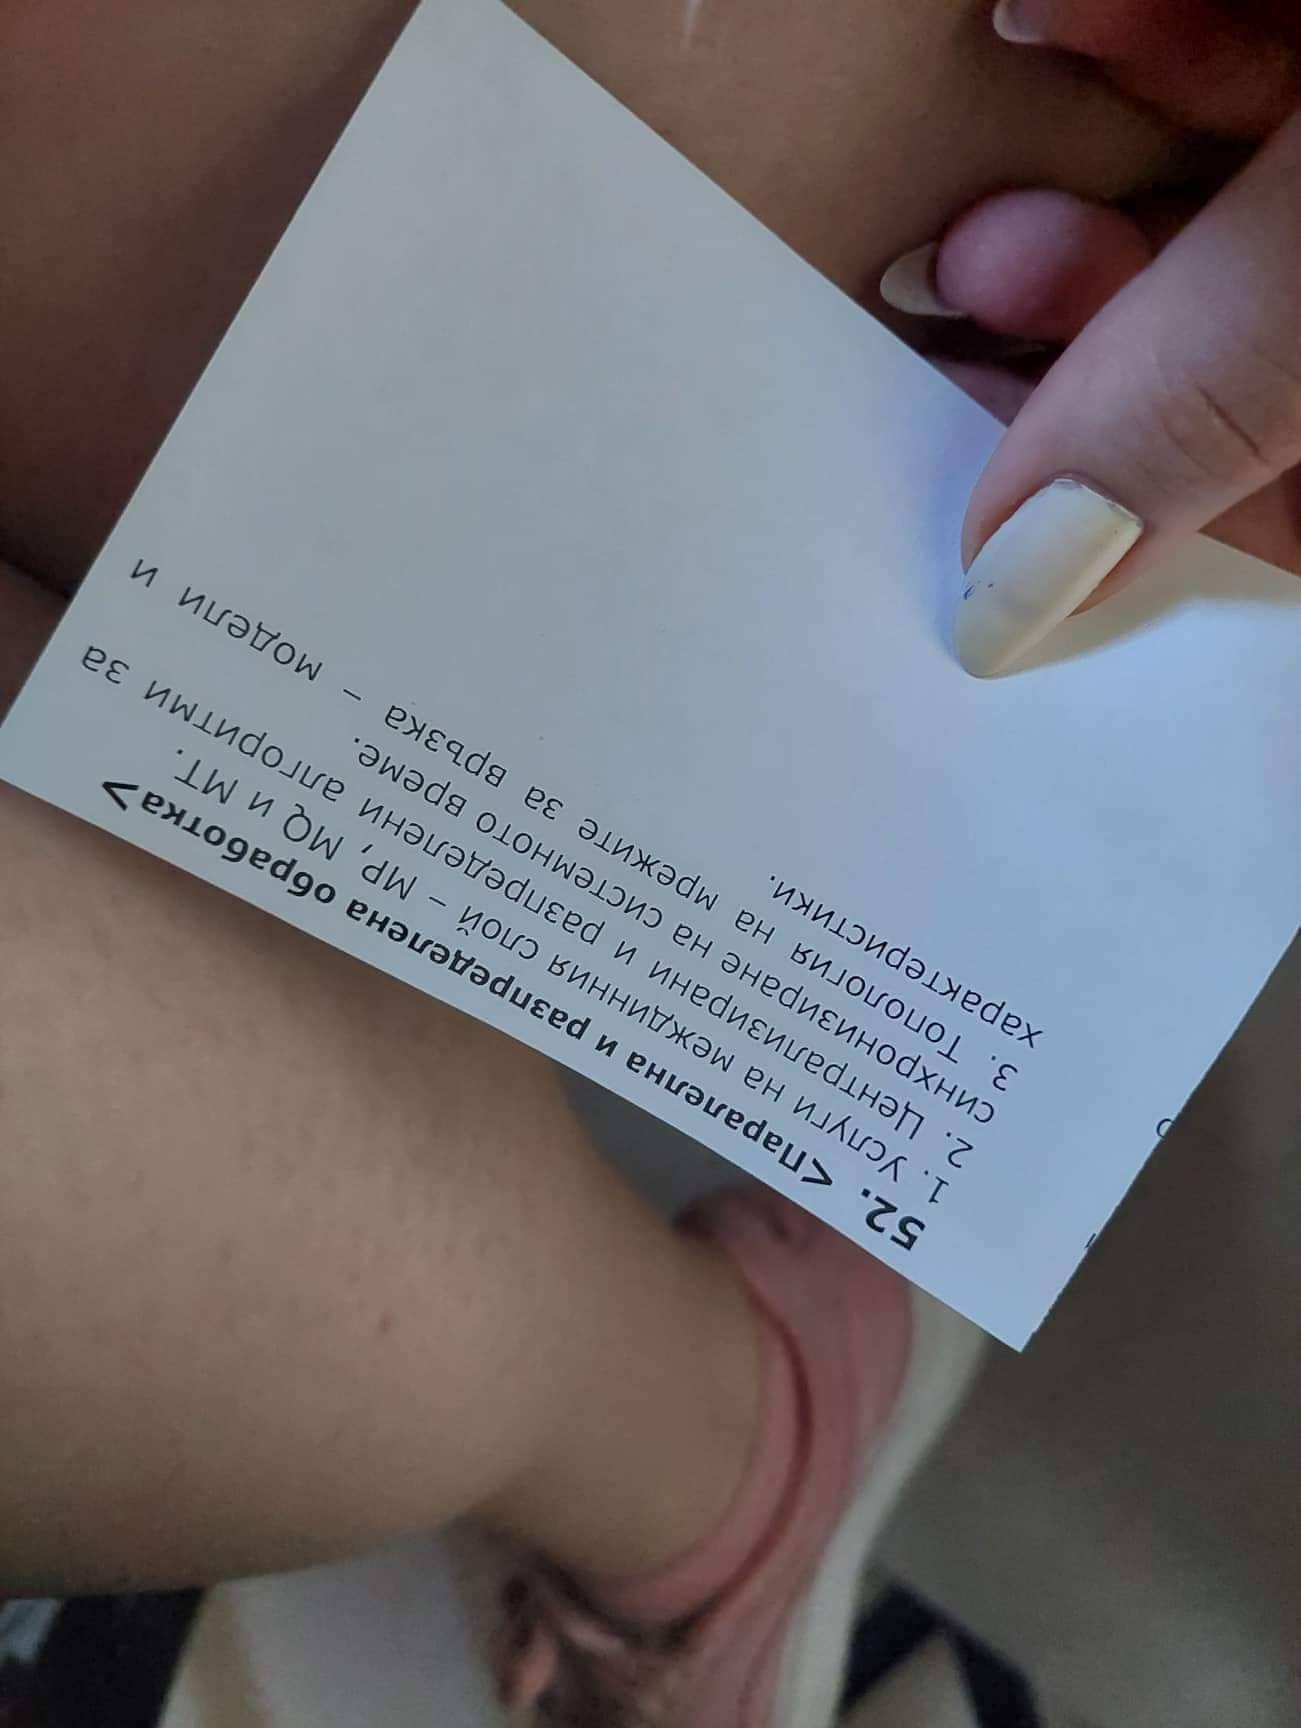 52. <Паралелна и разпределена обработка>
1. Услуги на междинния слой – MP, MQ и MT.
2. Централизирани и разпределени алгоритми за
синхронизиране на системното време.
3. Топология на мрежите за връзка – модели и
характеристики.